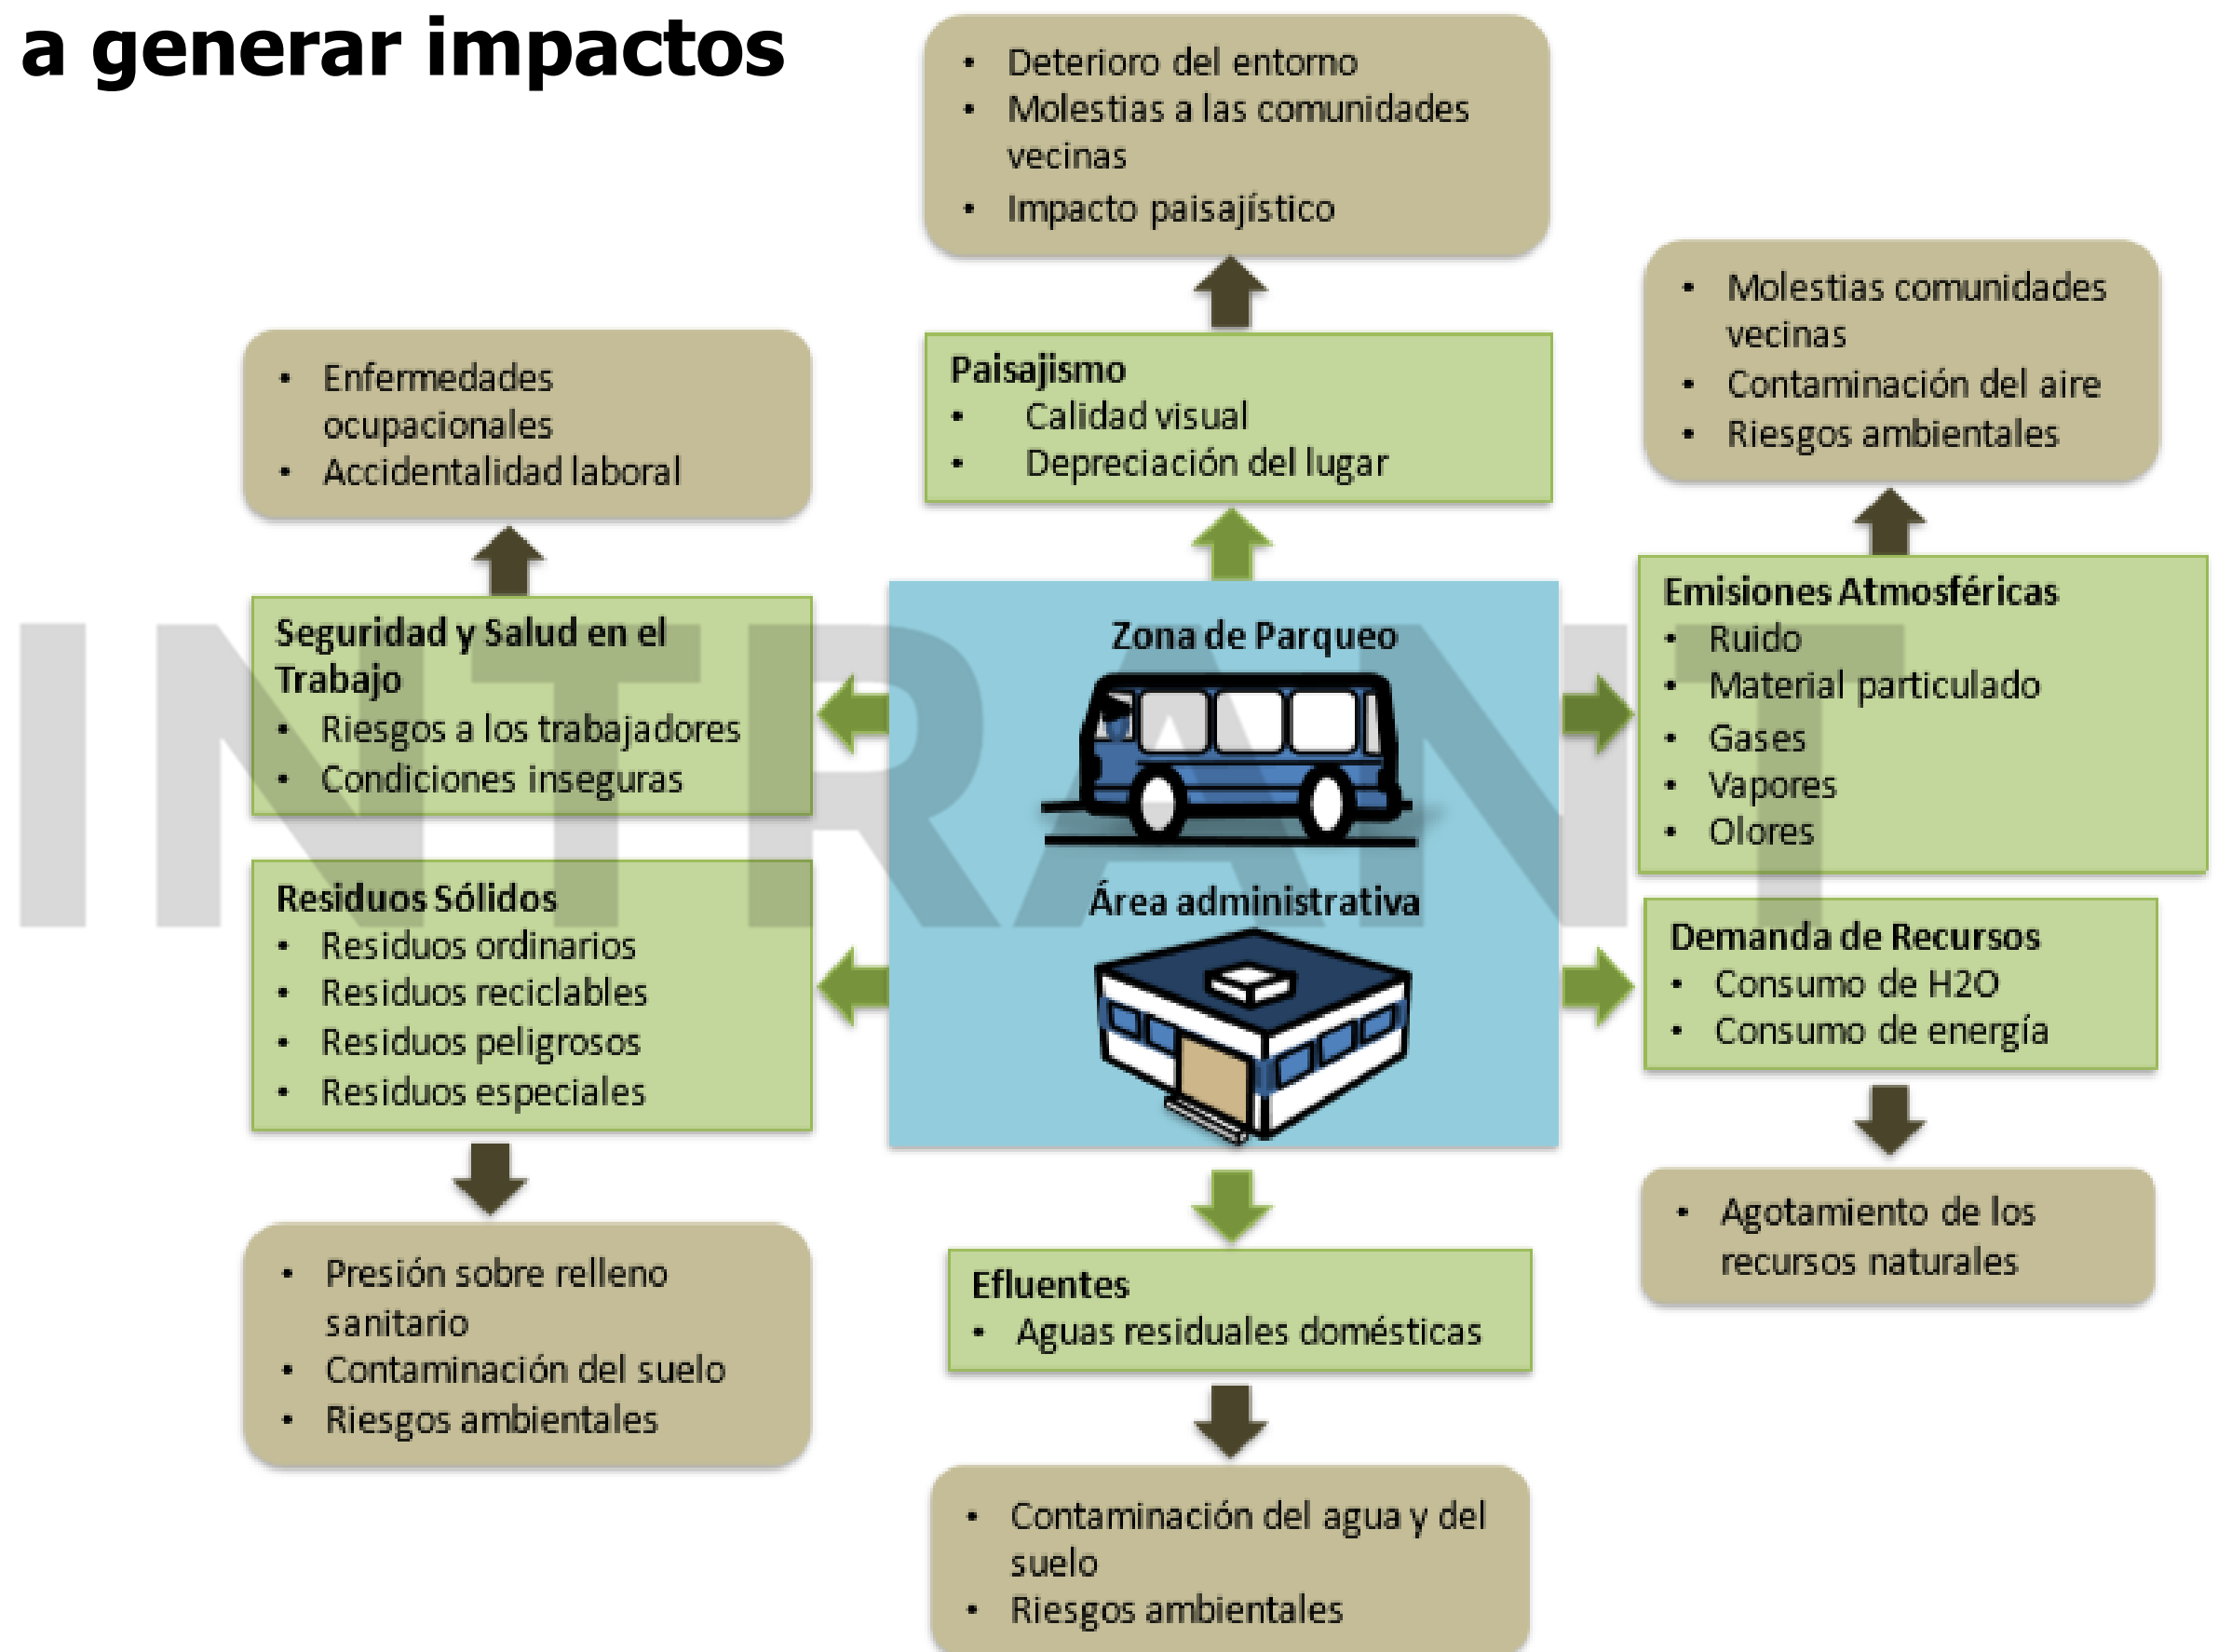 a generar impactos
• Deterioro del entorno
• Molestias a las comunidades
vecinas
• Impacto paisajístico
• Molestias comunidades
vecinas
• Contaminación del aire
• Riesgos ambientales
• Enfermedades
ocupacionales
• Accidentalidad laboral
Paisajismo
• Calidad visual
• Depreciación del lugar
Seguridad y Salud en el
Trabajo
• Riesgos a los trabajadores
• Condiciones inseguras
Zona de Parqueo
Emisiones Atmosféricas
• Ruido
• Material particulado
• Gases
• Vapores
• Olores
INTRANT
Residuos Sólidos
• Residuos ordinarios
• Residuos reciclables
• Residuos peligrosos
• Residuos especiales
Área administrativa
Demanda de Recursos
• Consumo de H2O
• Consumo de energía
• Presión sobre relleno
sanitario
• Contaminación del suelo
• Riesgos ambientales
Efluentes
• Aguas residuales domésticas
• Agotamiento de los
recursos naturales
• Contaminación del agua y del
suelo
• Riesgos ambientales